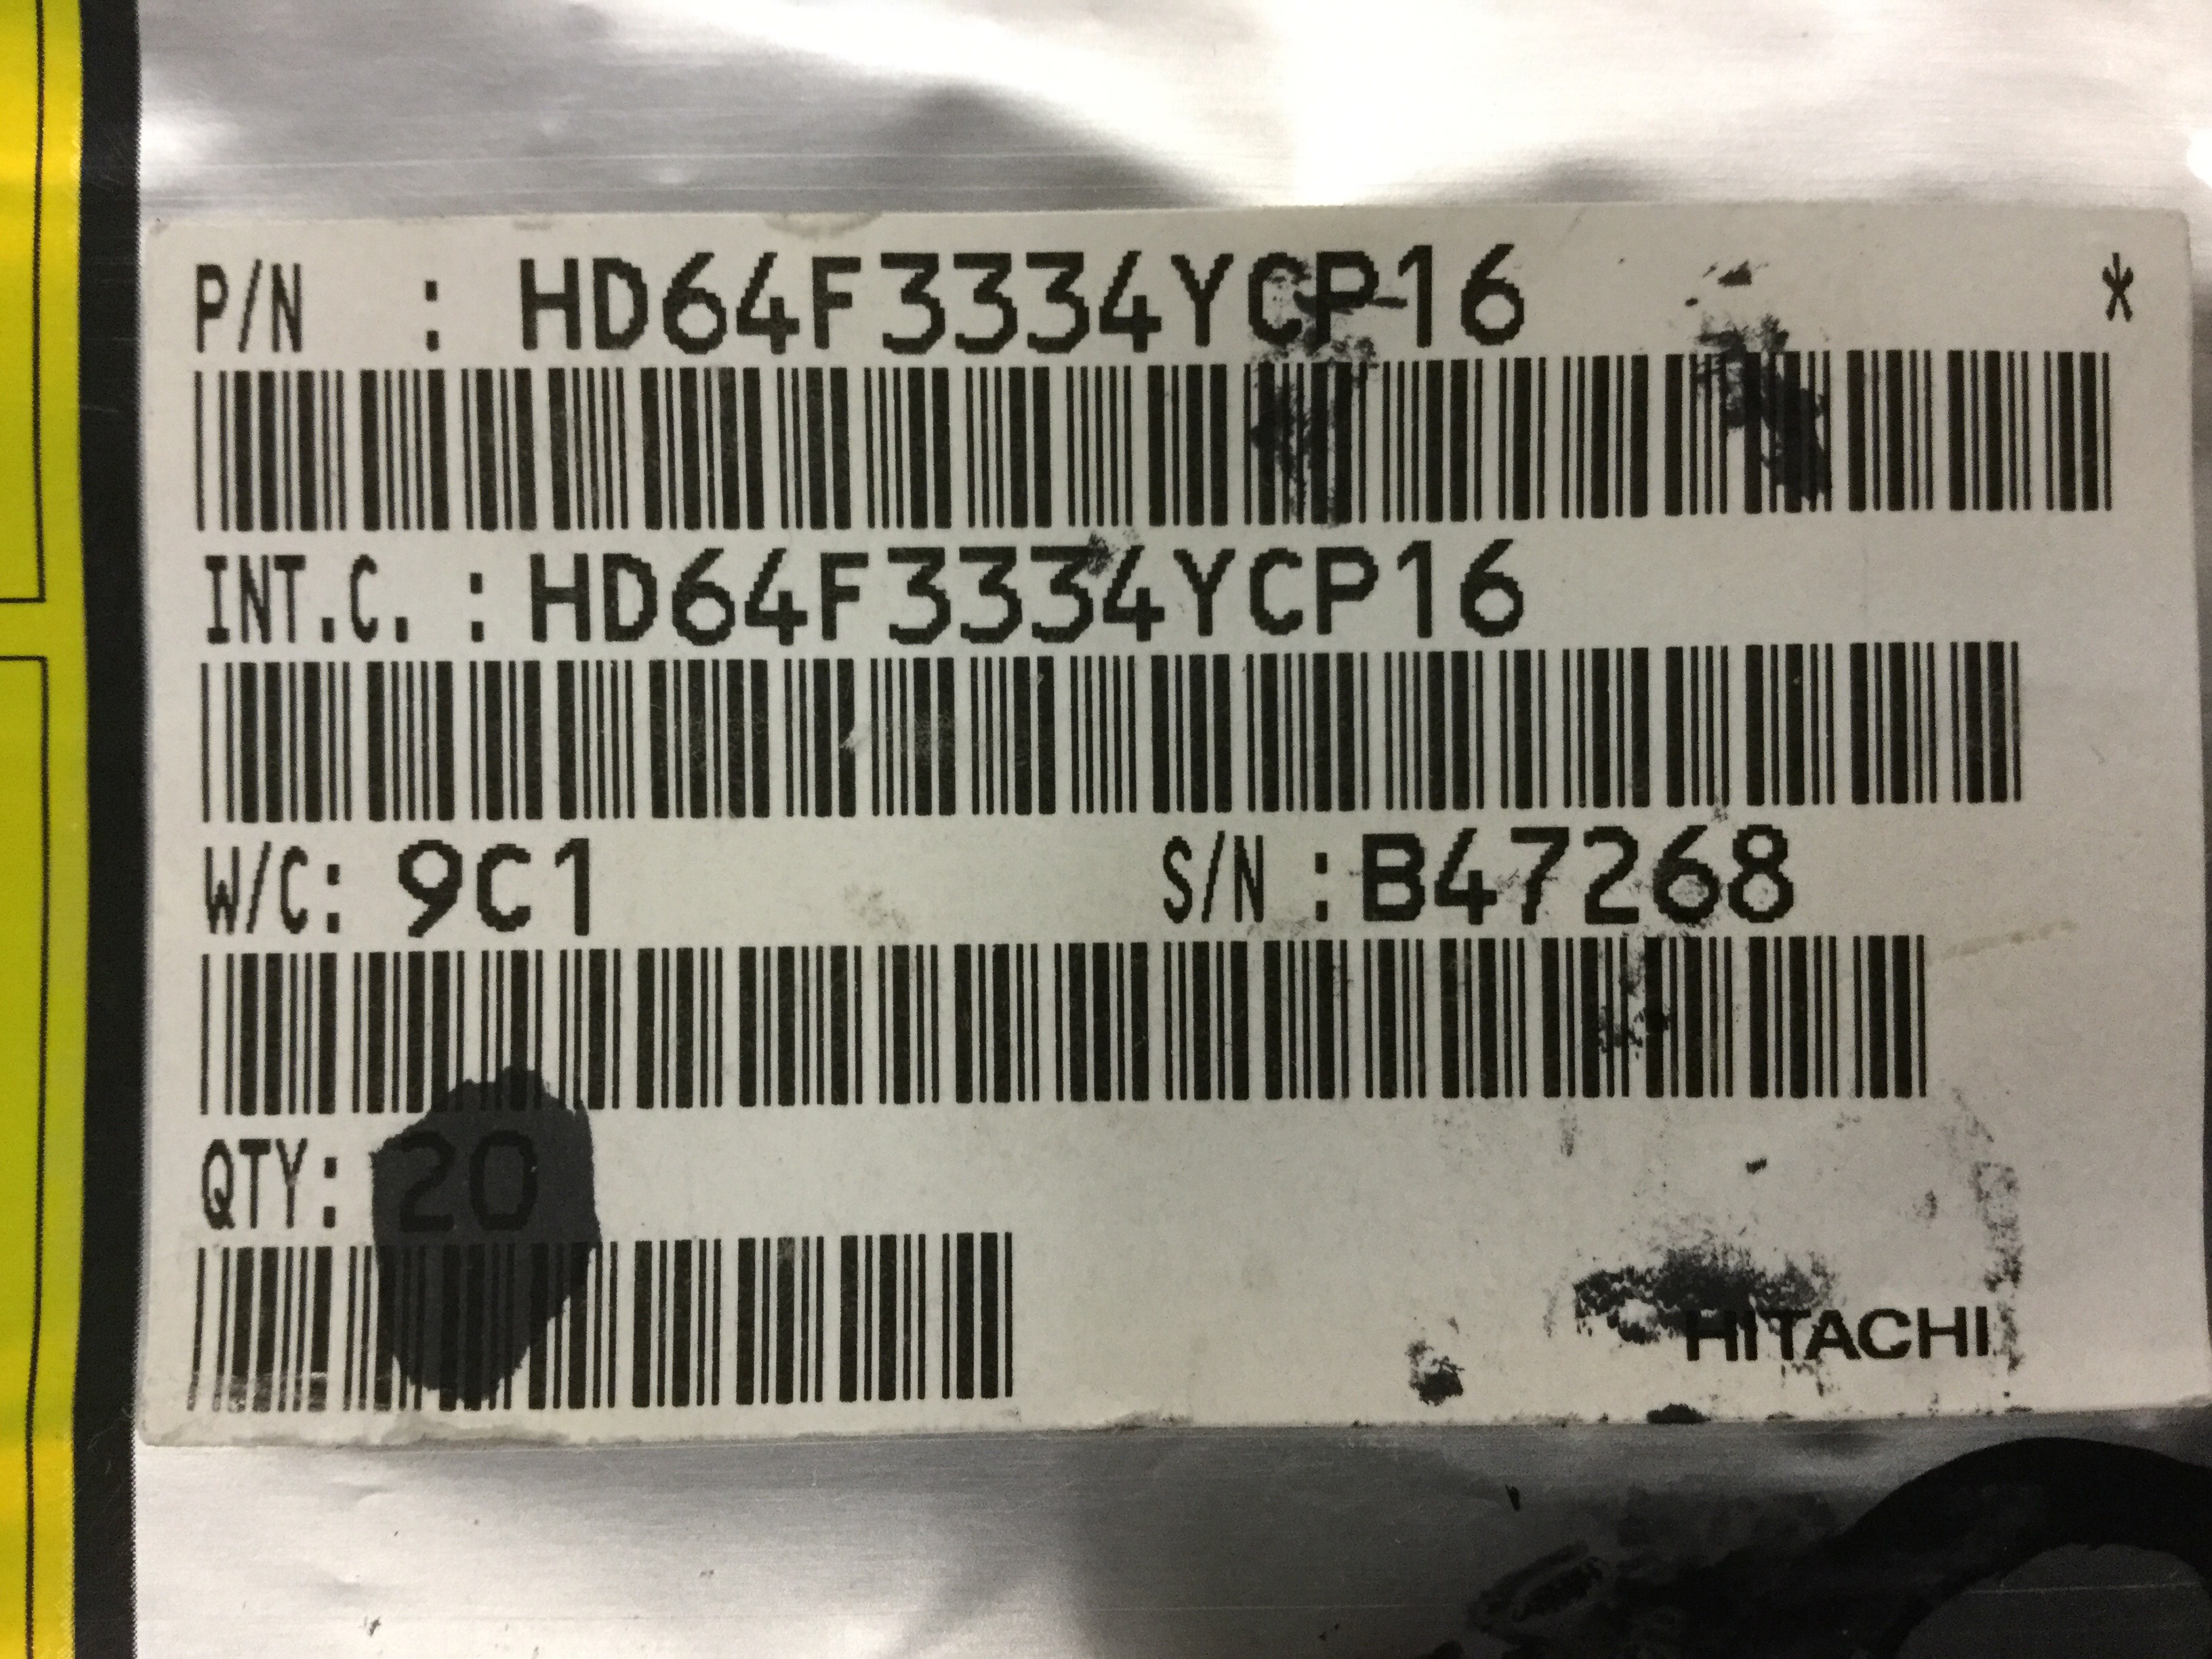 P/N : HD64F3334YCP16 *
INT.C. : HD64F3334YCP16
W/C: 9C1 S/N : B47268
QTY: 20
HITACHI